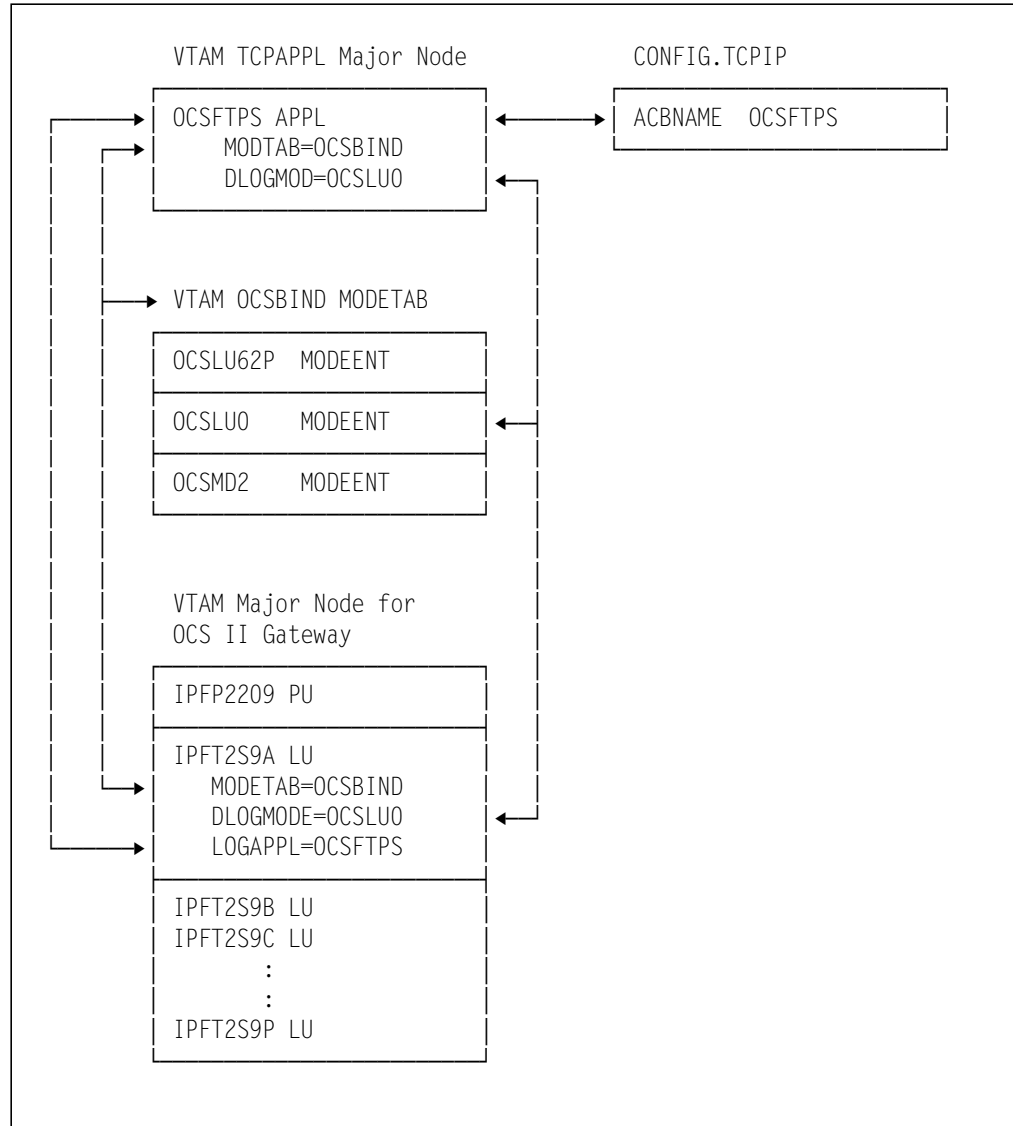 VTAM TCPAPPL Major Node
CONFIG.TCPIP
OCSFTPS APPL
MODTAB=OCSBIND
DLOGMOD=OCSLU0
ACBNAME OCSFTPS
VTAM OCSBIND MODETAB
OCSLU62P MODEENT
OCSLU0 MODEENT
OCSMD2 MODEENT
VTAM Major Node for
OCS II Gateway
IPFP2209 PU
IPFT2S9A LU
MODETAB=OCSBIND
DLOGMODE=OCSLU0
LOGAPPL=OCSFTPS
IPFT2S9B LU
IPFT2S9C LU
:
:
IPFT2S9P LU